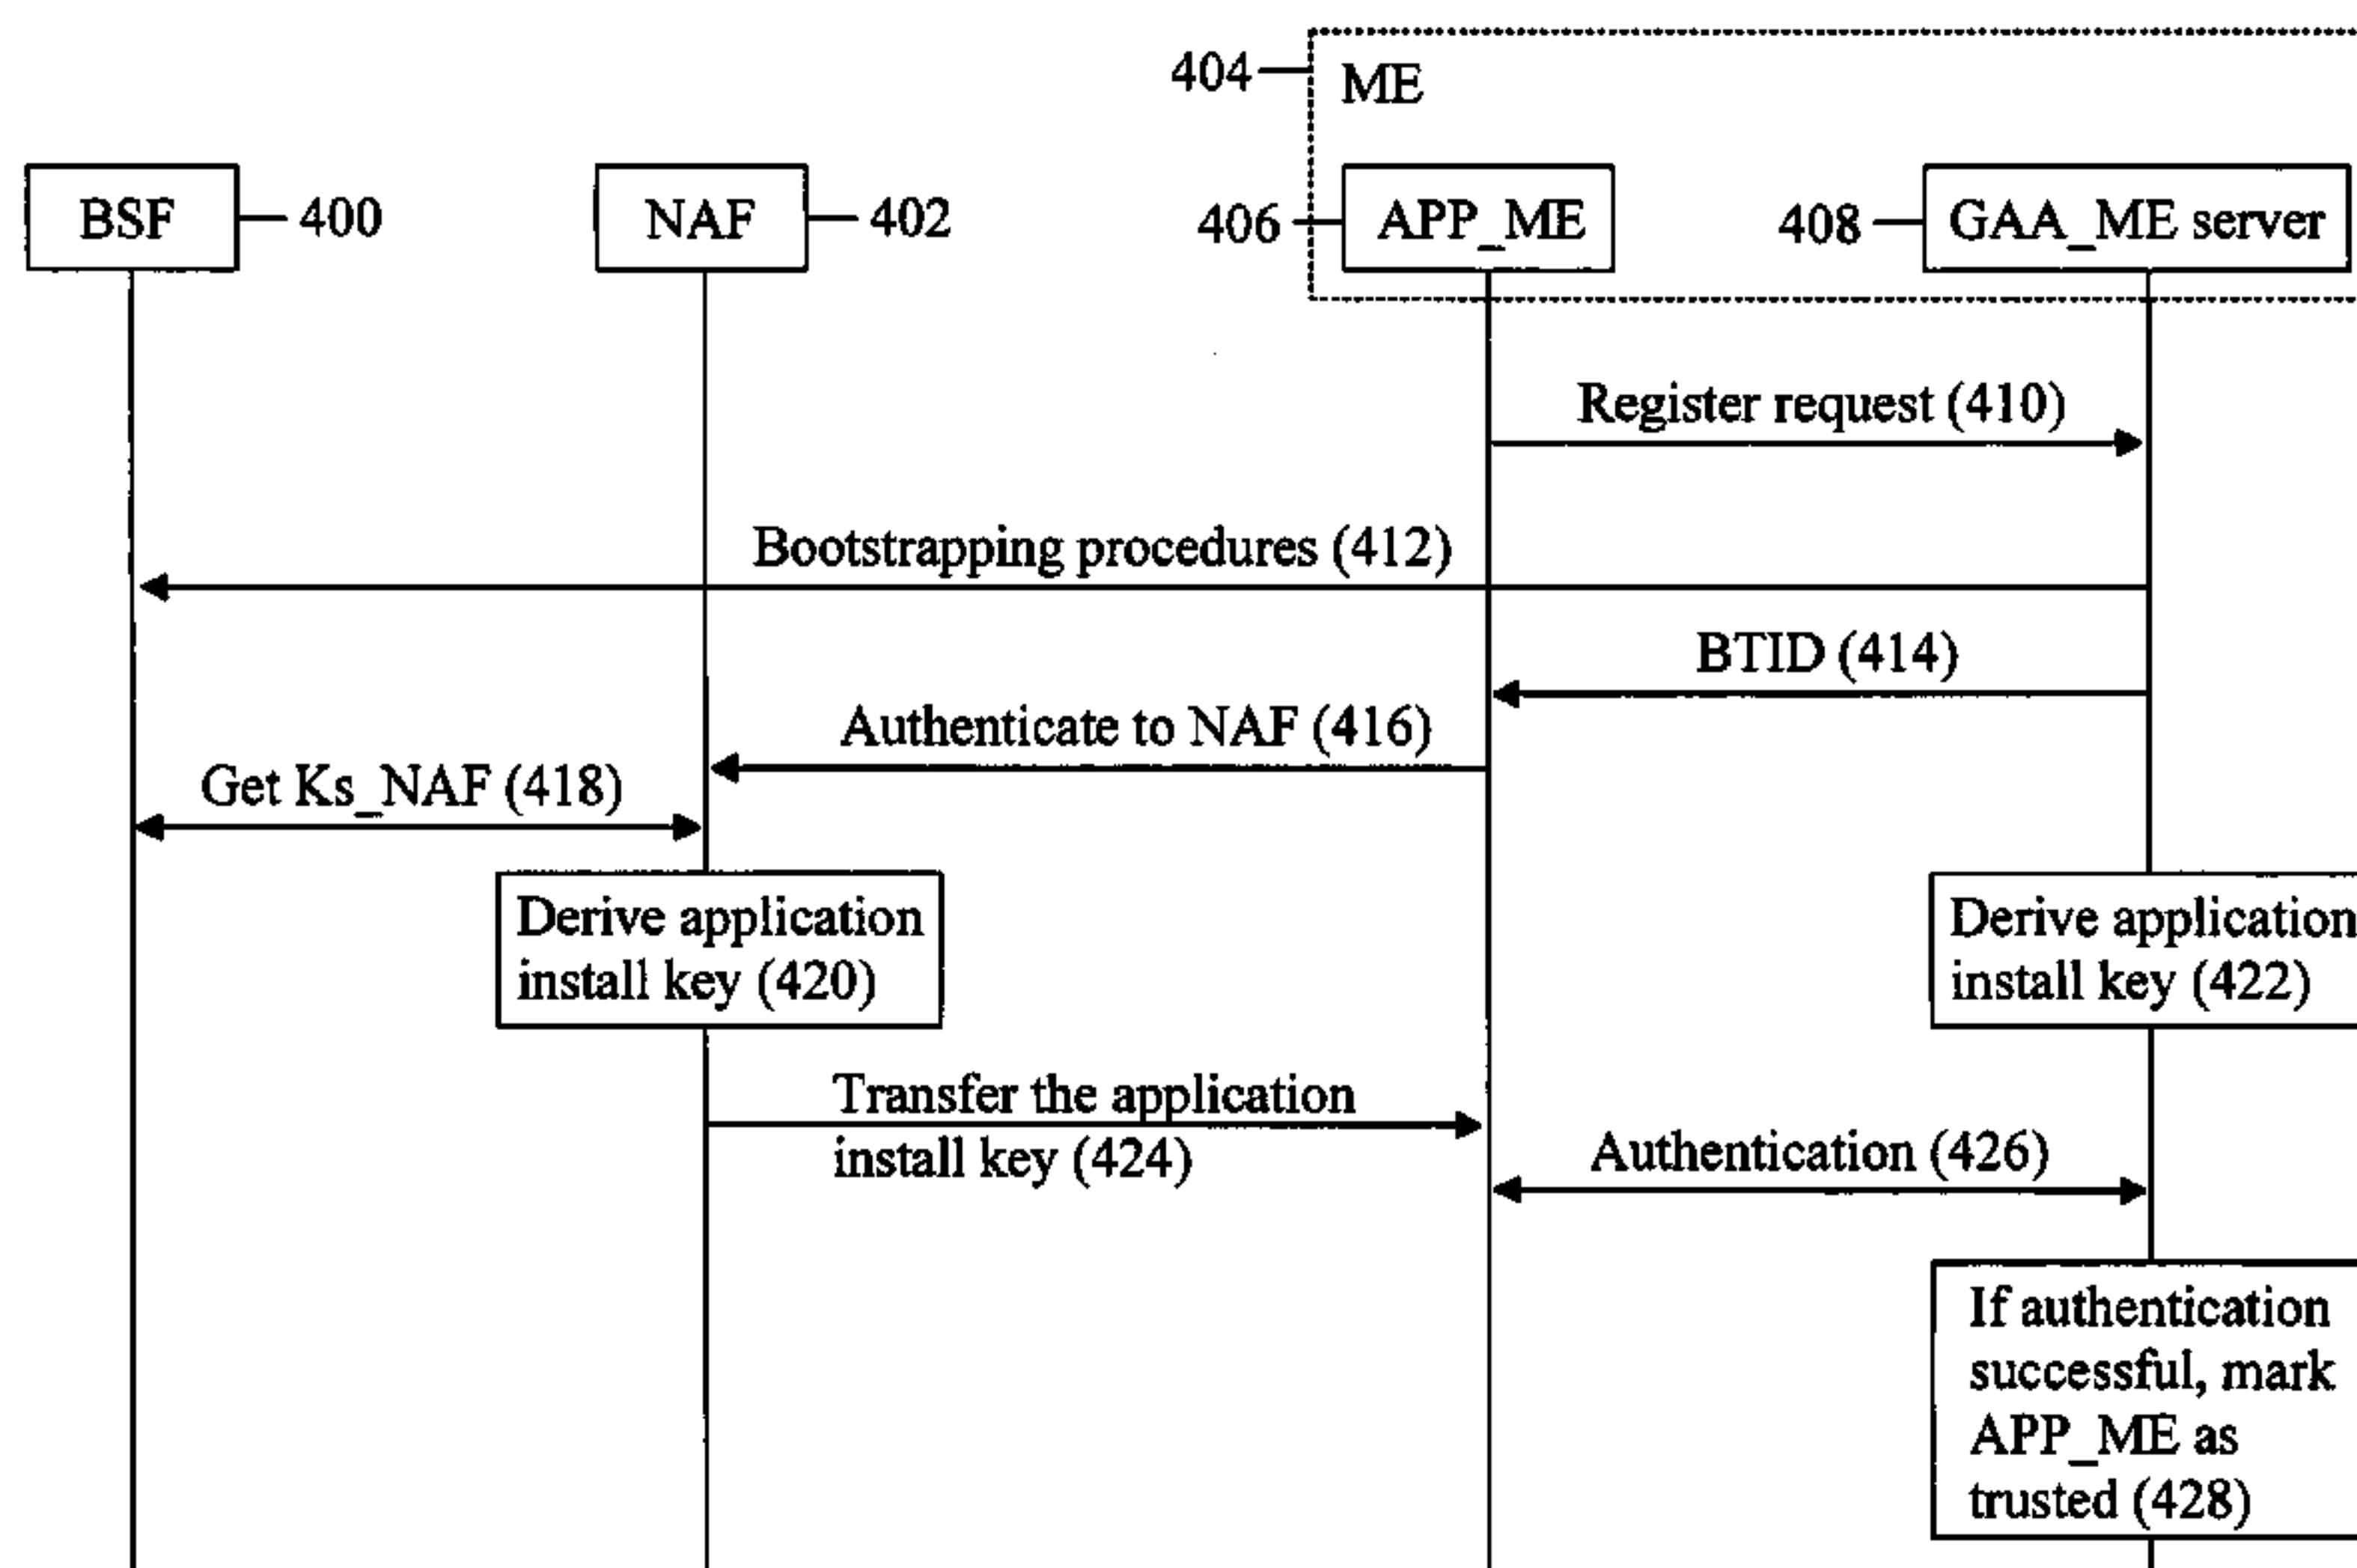 404
ME
BSF
400
NAF
402
406
APP_ME
408
GAA_ME server
Register request (410)
Bootstrapping procedures (412)
BTID (414)
Authenticate to NAF (416)
Get Ks_NAF (418)
Derive application
install key (420)
Derive application
install key (422)
Transfer the application
install key (424)
Authentication (426)
If authentication
successful, mark
APP_ME as
trusted (428)